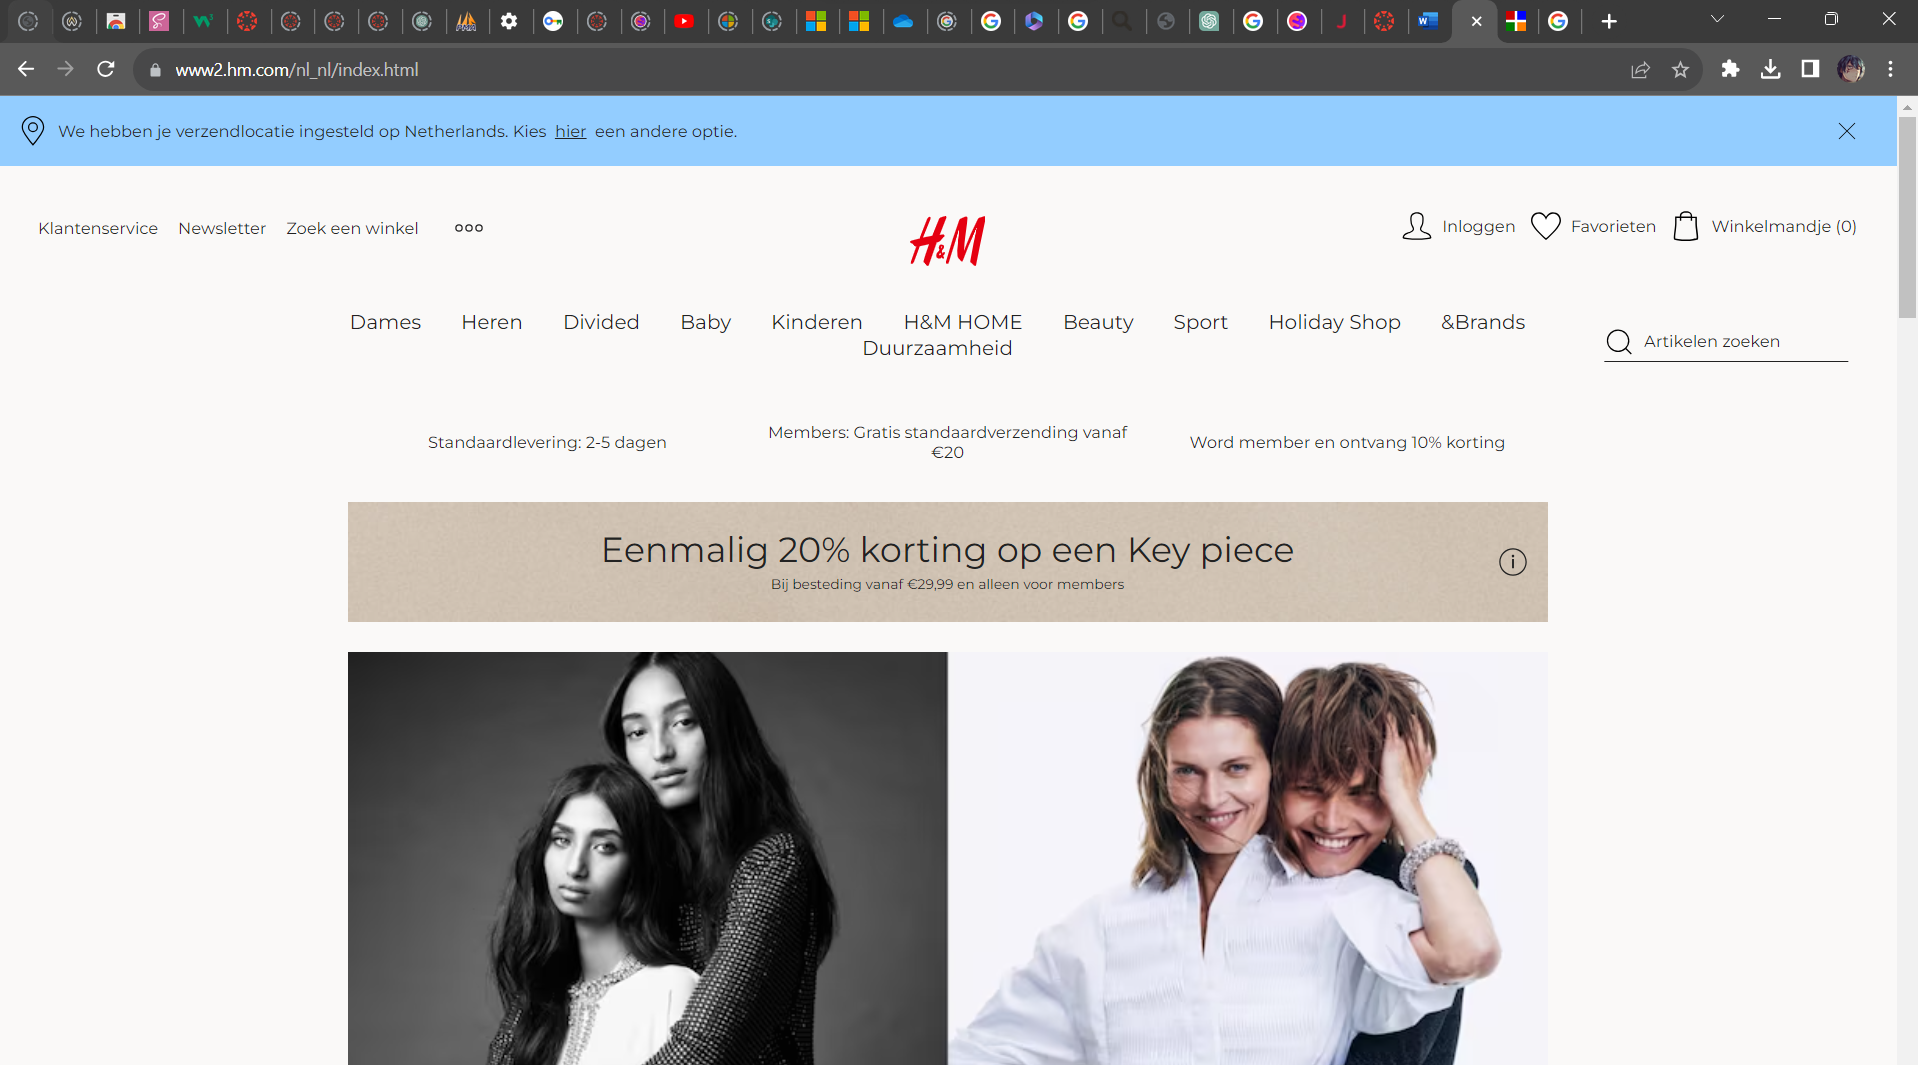 www2.hm.com/nl_nl/index.html
We hebben je verzendlocatie ingesteld op Netherlands. Kies hier een andere optie.
Klantenservice Newsletter Zoek een winkel
H&M
Inloggen Favorieten Winkelmandje (0)
Dames Heren Divided Baby Kinderen H&M HOME Beauty Sport Holiday Shop &Brands
Duurzaamheid
Artikelen zoeken
Standaardlevering: 2-5 dagen
Members: Gratis standaardverzending vanaf
€20
Word member en ontvang 10% korting
Eenmalig 20% korting op een Key piece
Bij besteding vanaf €29,99 en alleen voor members